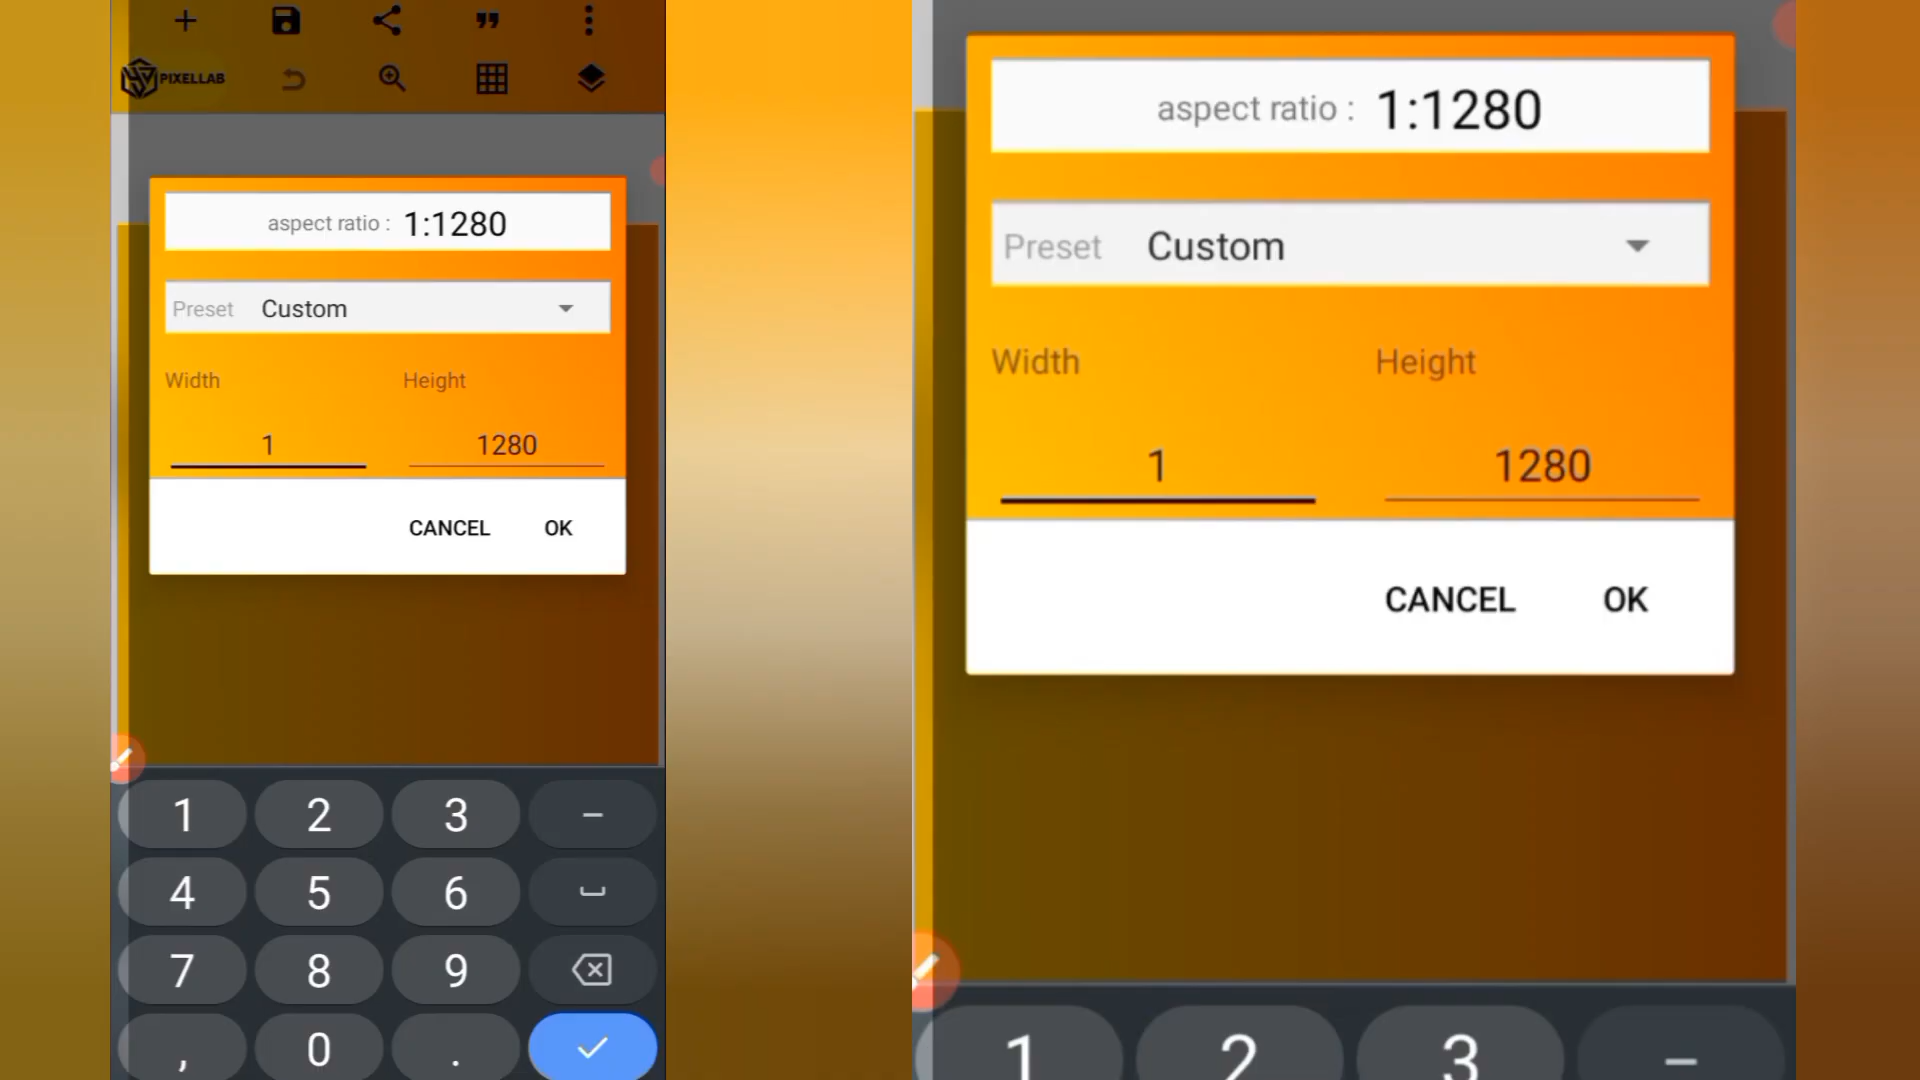 PIXELLAB
aspect ratio : 1:1280
Preset Custom
Width Height
1 1280
CANCEL OK
1 2 3 –
4 5 6
7 8 9
, 0 .
aspect ratio : 1:1280
Preset Custom
Width Height
1 1280
CANCEL OK
1 2 3 –